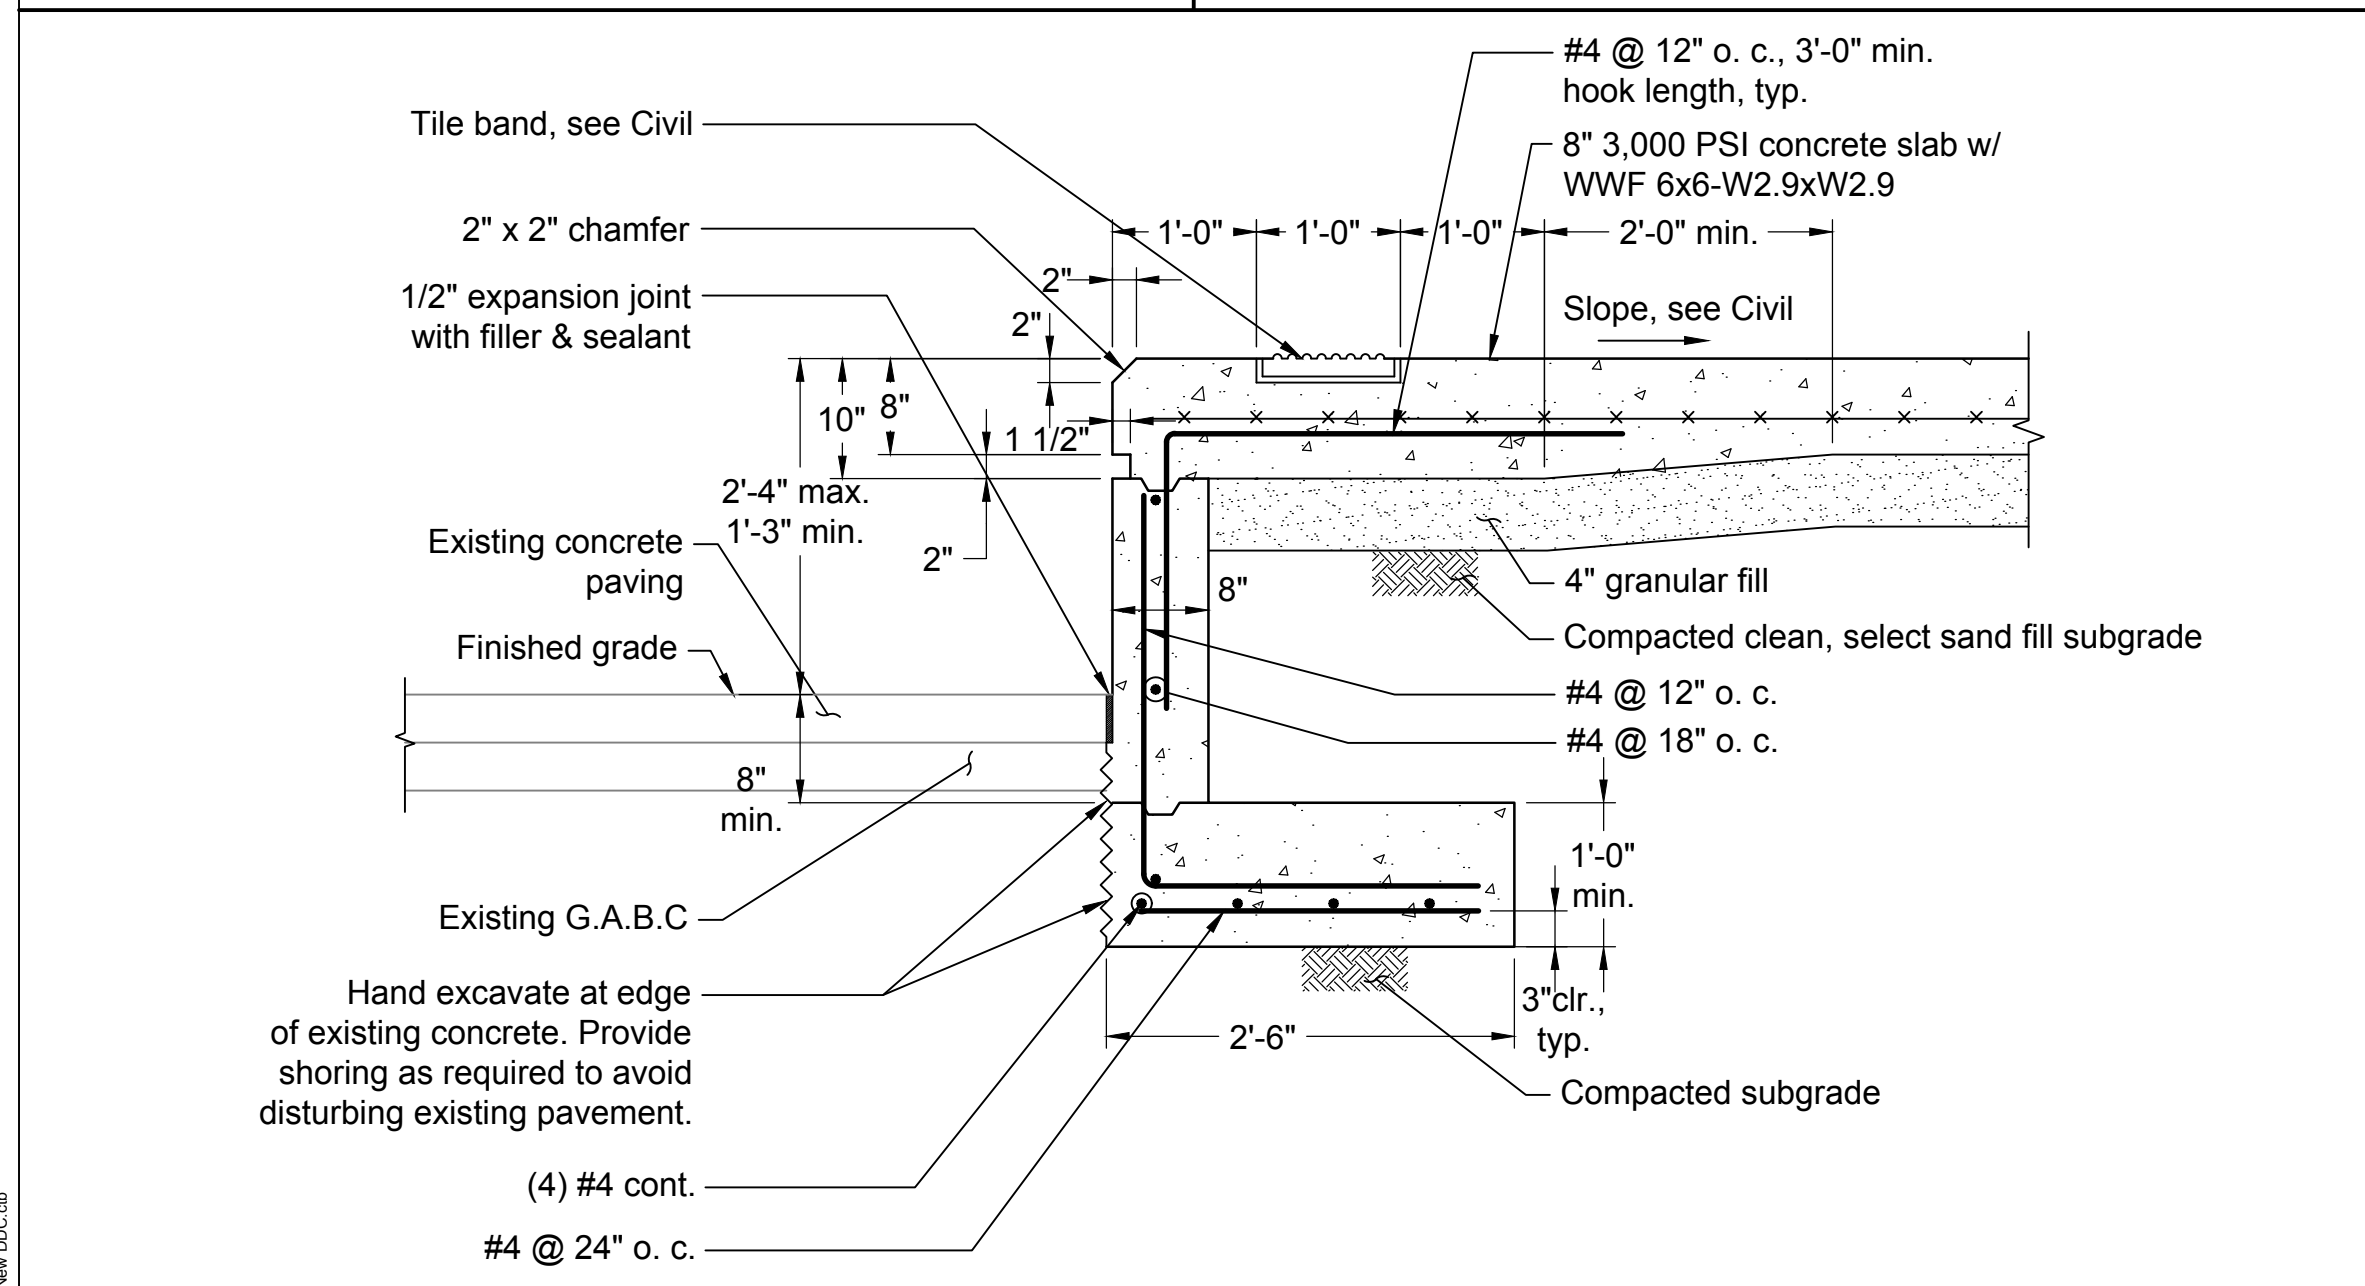 #4 @ 12" o. c., 3'-0" min.
hook length, typ.
Tile band, see Civil
8" 3,000 PSI concrete slab w/
WWF 6x6-W2.9xW2.9
2" x 2" chamfer
1'-0"
1'-0"
1'-0"
2'-0" min.
2"
1/2" expansion joint
with filler & sealant
2"
Slope, see Civil
10"
8"
1 1/2"
2'-4" max.
1'-3" min.
Existing concrete
paving
2"
8"
4" granular fill
Finished grade
Compacted clean, select sand fill subgrade
#4 @ 12" o. c.
#4 @ 18" o. c.
8"
min.
1'-0"
min.
Existing G.A.B.C
Hand excavate at edge
of existing concrete. Provide
shoring as required to avoid
disturbing existing pavement.
3"clr.,
typ.
2'-6"
Compacted subgrade
(4) #4 cont.
#4 @ 24" o. c.
New DDC.ctb